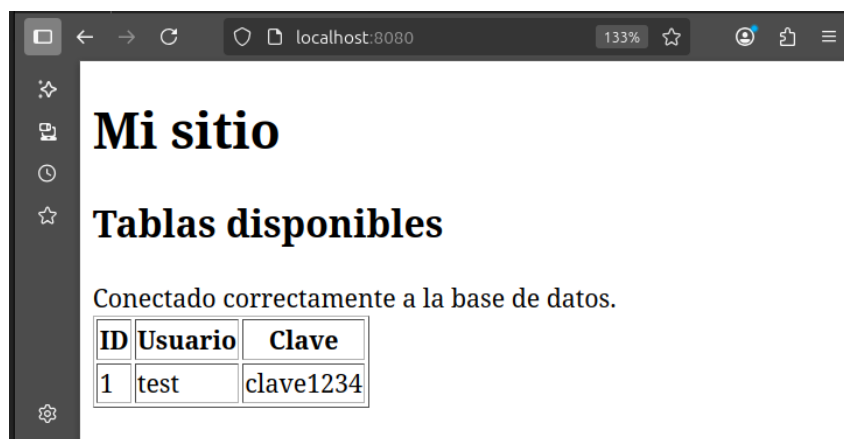 localhost:8080
133%
Mi sitio
Tablas disponibles
Conectado correctamente a la base de datos.
ID Usuario Clave
1 test clave1234